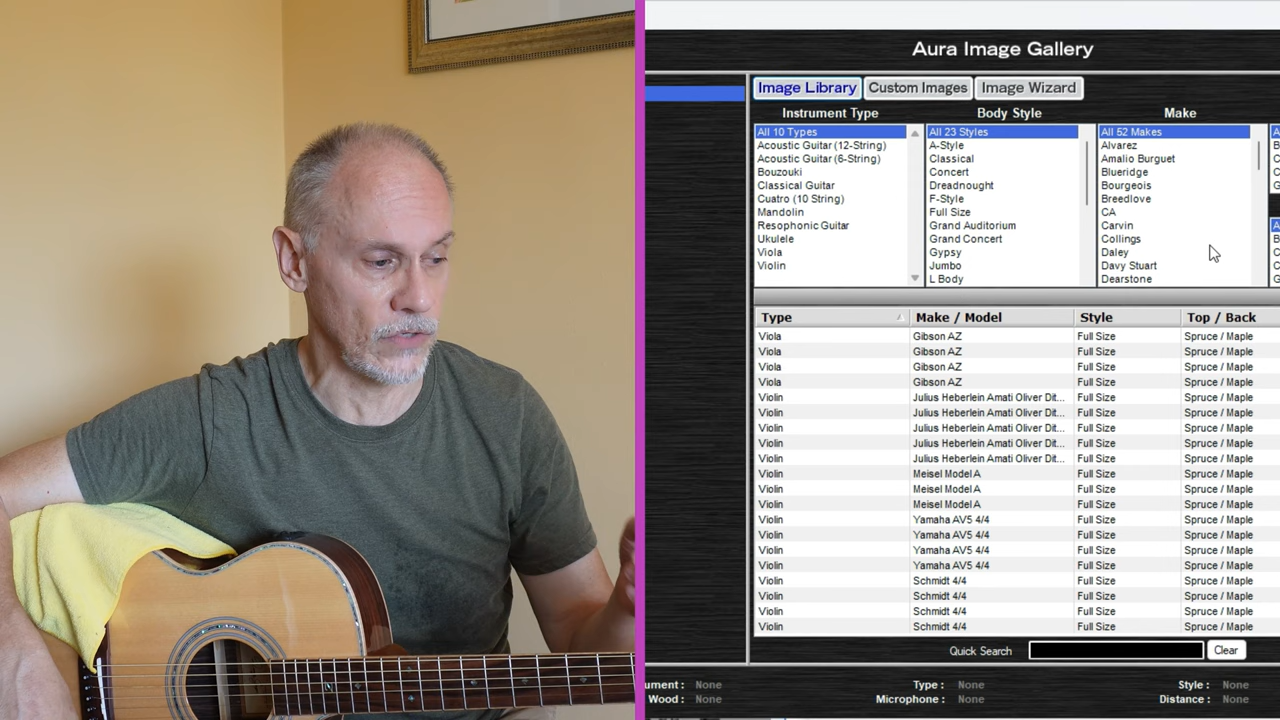 Aura Image Gallery
Image Library Custom Images Image Wizard
Instrument Type Body Style Make
All 10 Types
Acoustic Guitar (12-String)
Acoustic Guitar (6-String)
Bouzouki
Classical Guitar
Cuatro (10 String)
Mandolin
Resophonic Guitar
Ukulele
Viola
Violin
All 23 Styles
A-Style
Classical
Concert
Dreadnought
F-Style
Full Size
Grand Auditorium
Grand Concert
Gypsy
Jumbo
L Body
All 52 Makes
Alvarez
Amalio Burguet
Blueridge
Bourgeois
Breedlove
CA
Carvin
Collings
Daley
Davy Stuart
Dearstone
A
B
C
G
A
B
C
G
Type Make / Model Style Top / Back
Viola Gibson AZ Full Size Spruce / Maple
Viola Gibson AZ Full Size Spruce / Maple
Viola Gibson AZ Full Size Spruce / Maple
Viola Gibson AZ Full Size Spruce / Maple
Violin Julius Heberlein Amati Oliver Dit... Full Size Spruce / Maple
Violin Julius Heberlein Amati Oliver Dit... Full Size Spruce / Maple
Violin Julius Heberlein Amati Oliver Dit... Full Size Spruce / Maple
Violin Julius Heberlein Amati Oliver Dit... Full Size Spruce / Maple
Violin Julius Heberlein Amati Oliver Dit... Full Size Spruce / Maple
Violin Meisel Model A Full Size Spruce / Maple
Violin Meisel Model A Full Size Spruce / Maple
Violin Meisel Model A Full Size Spruce / Maple
Violin Yamaha AV5 4/4 Full Size Spruce / Maple
Violin Yamaha AV5 4/4 Full Size Spruce / Maple
Violin Yamaha AV5 4/4 Full Size Spruce / Maple
Violin Yamaha AV5 4/4 Full Size Spruce / Maple
Violin Schmidt 4/4 Full Size Spruce / Maple
Violin Schmidt 4/4 Full Size Spruce / Maple
Violin Schmidt 4/4 Full Size Spruce / Maple
Violin Schmidt 4/4 Full Size Spruce / Maple
Quick Search Clear
ument : None Type : None Style : None
Wood : None Microphone : None Distance : None